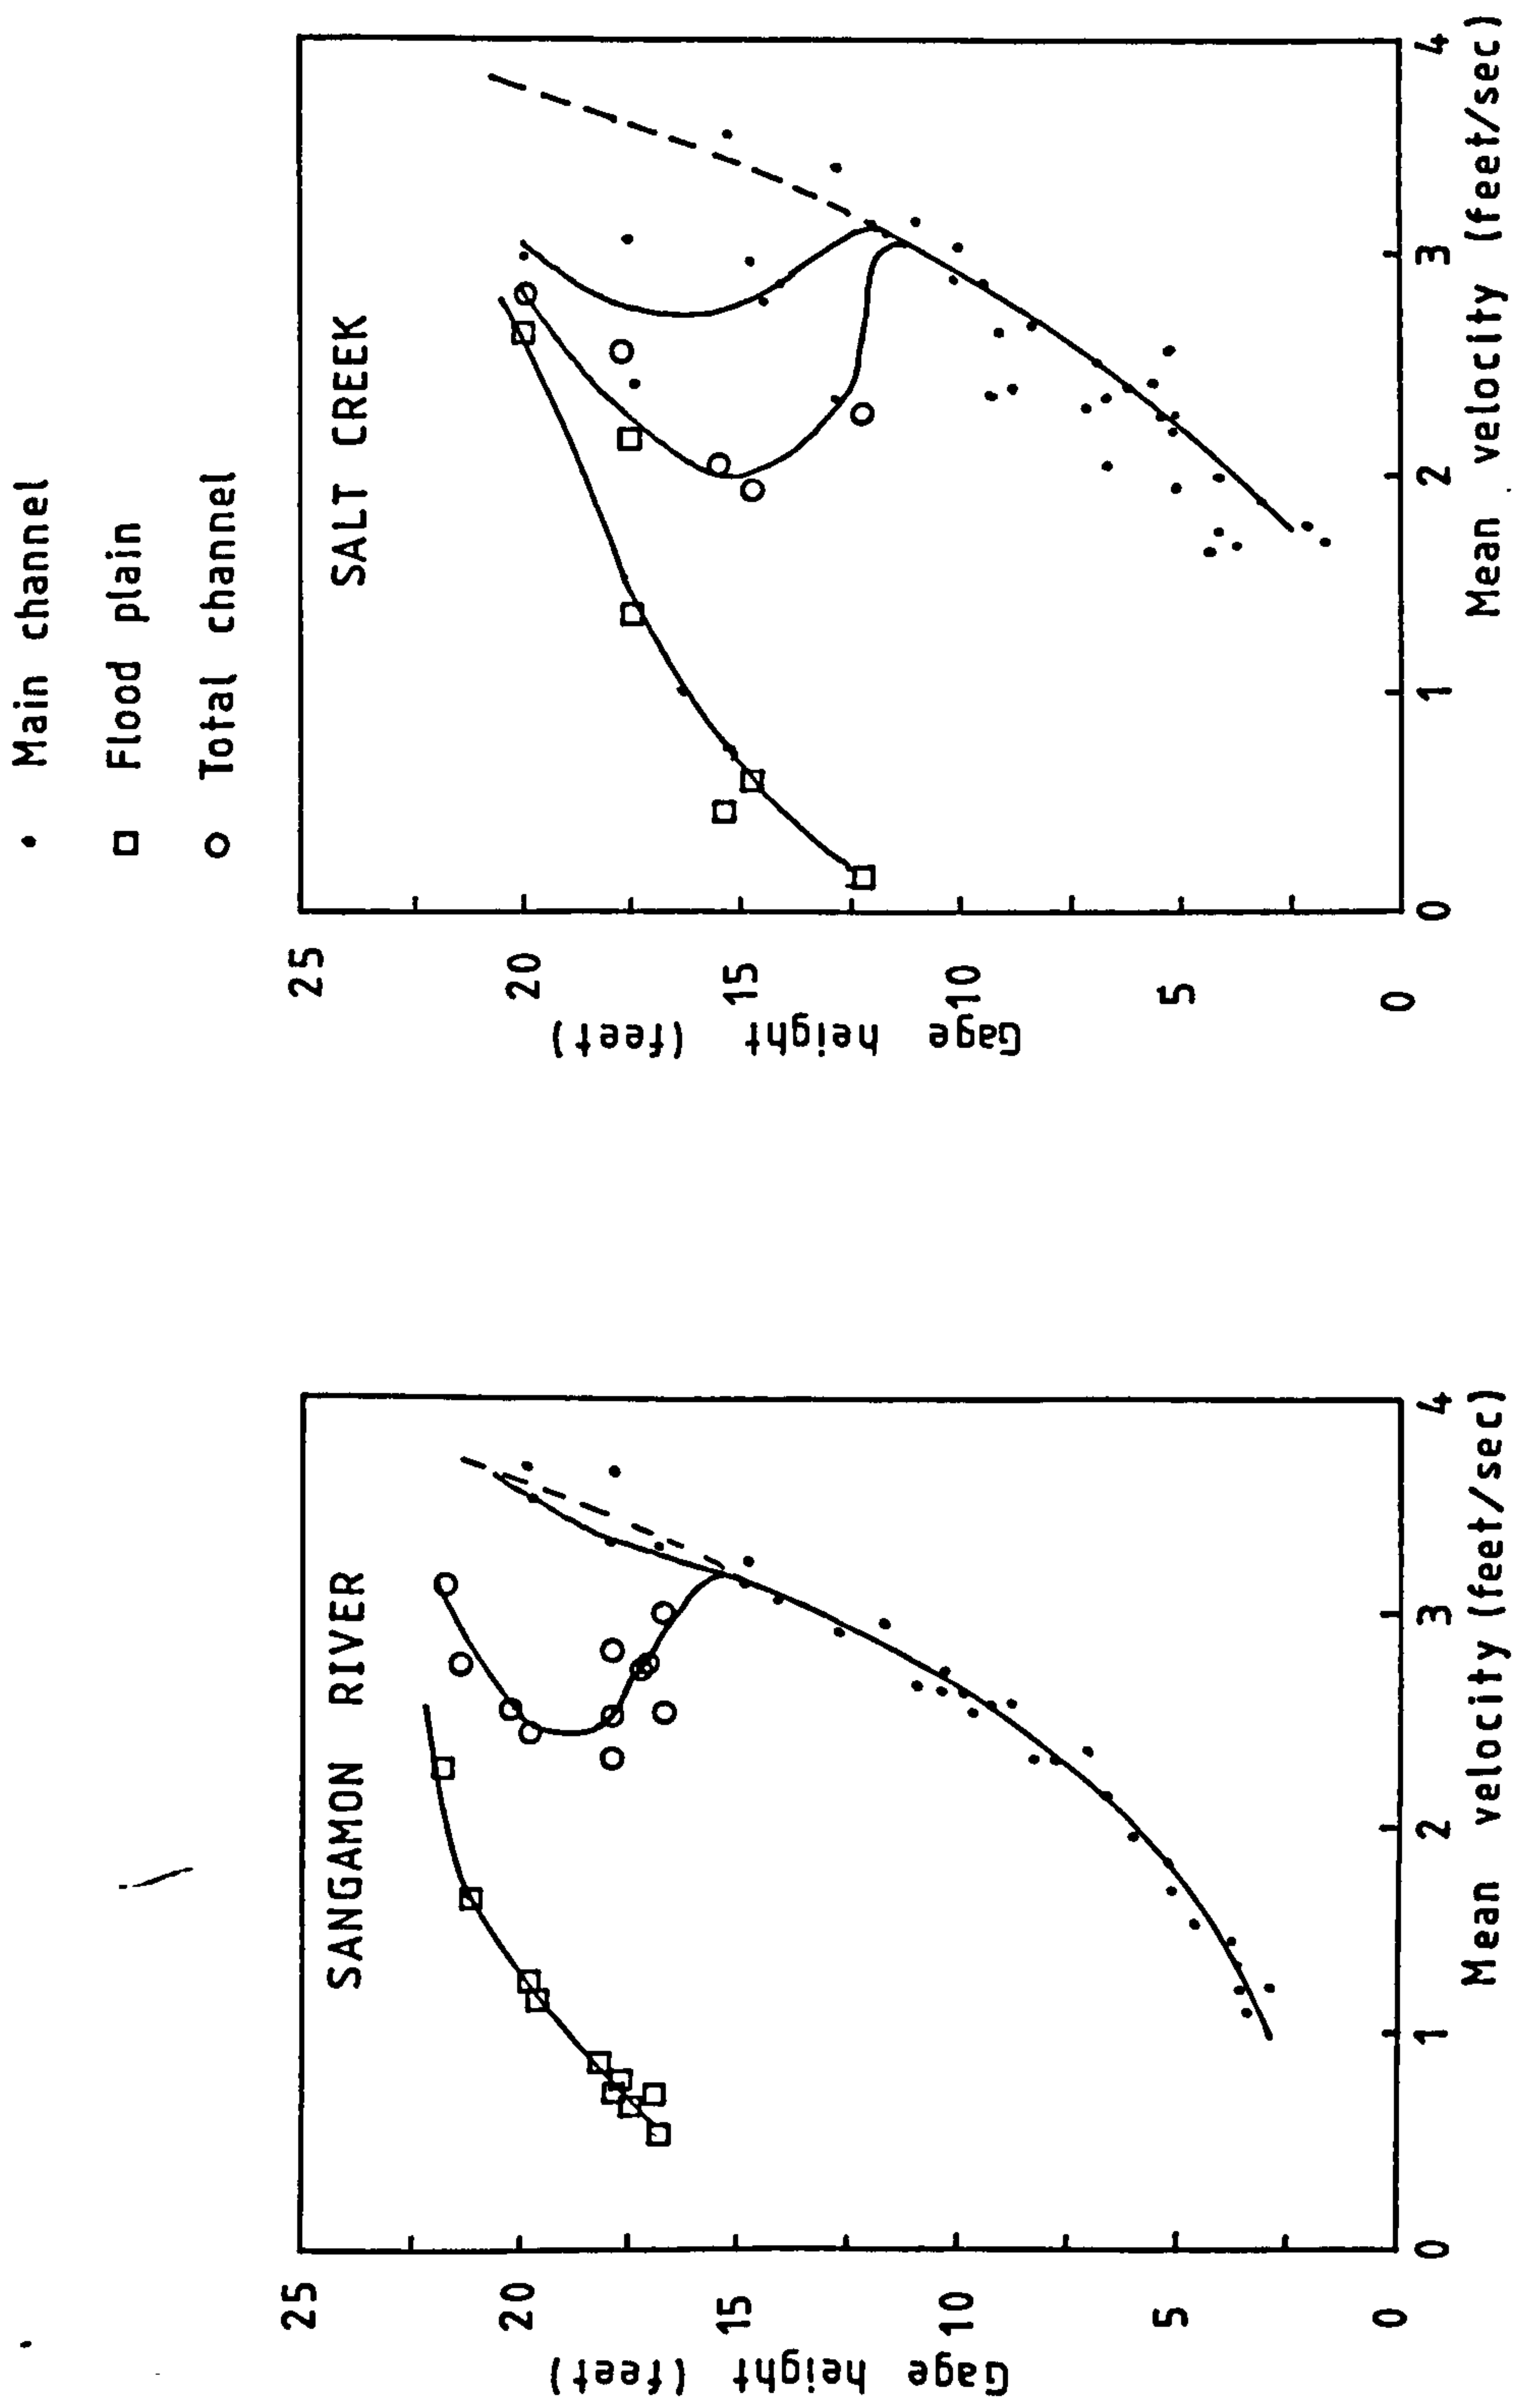 • Main channel
□ Flood plain
○ Total channel
SANGAMON RIVER
Gage height (feet)
25
20
15
10
5
0
0 1 2 3 4
Mean velocity (feet/sec)
SALT CREEK
Gage height (feet)
25
20
15
10
5
0
0 1 2 3 4
Mean velocity (feet/sec)